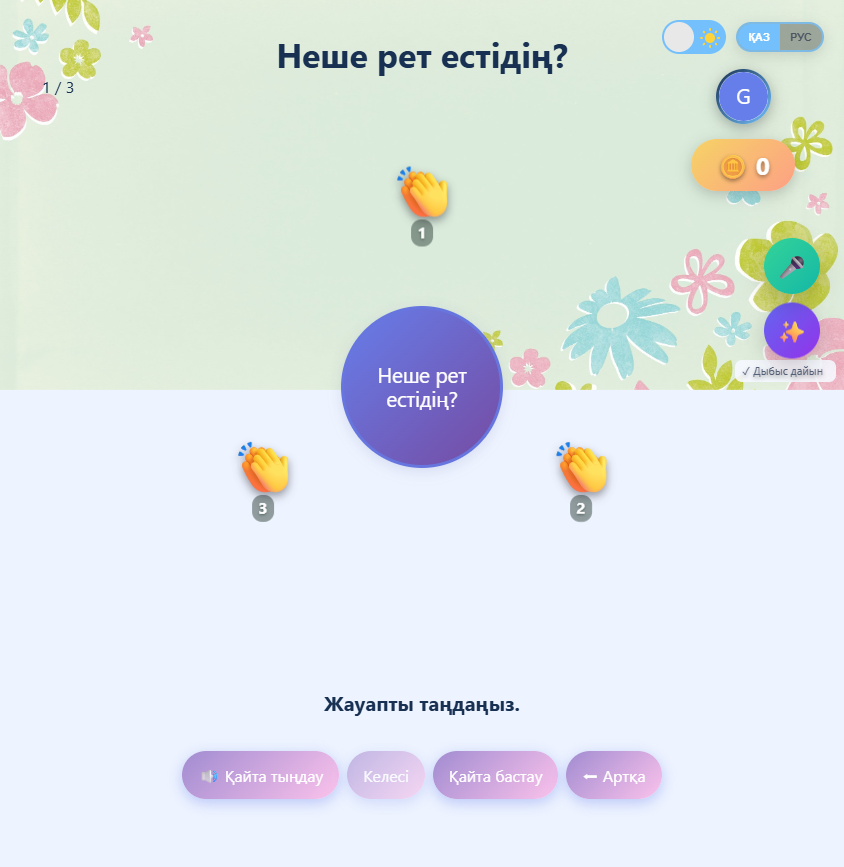 Неше рет естідің?
ҚАЗ РУС
1 / 3
G
0
1
Неше рет
естідің?
✓ Дыбыс дайын
3
2
Жауапты таңдаңыз.
Қайта тыңдау
Келесі
Қайта бастау
⬅ Артқа